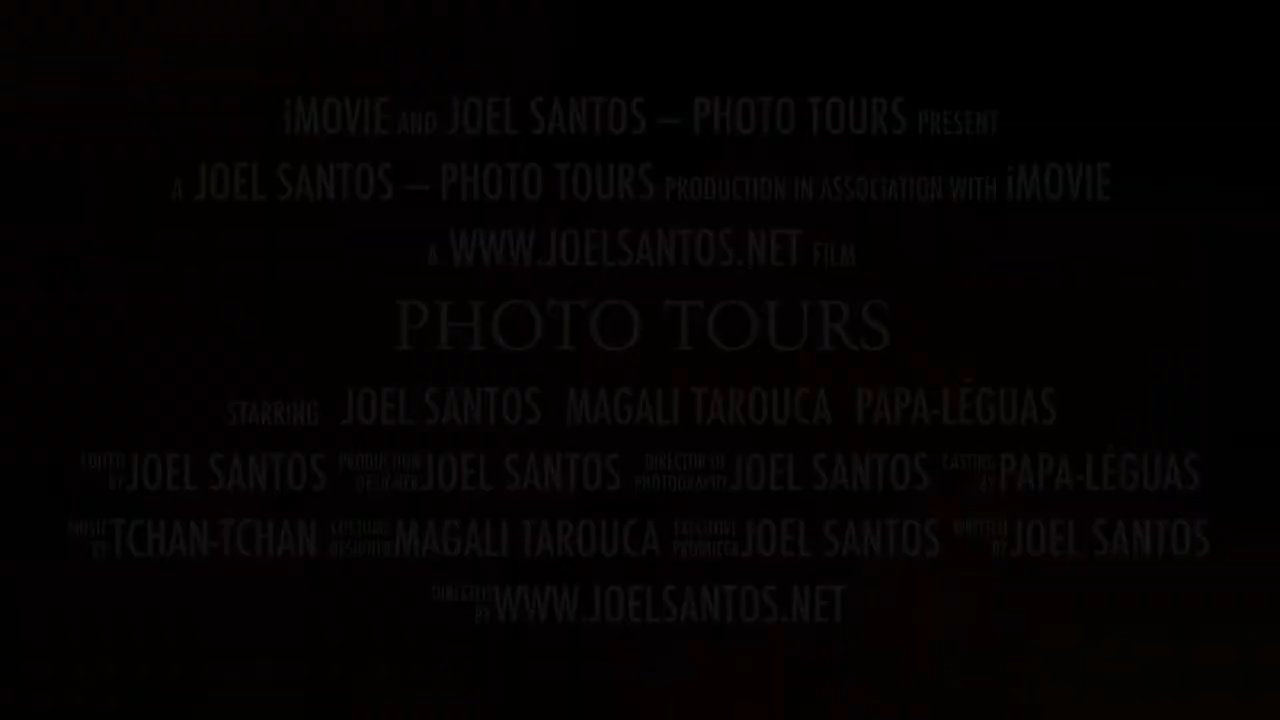 iMOVIE AND JOEL SANTOS – PHOTO TOURS PRESENT
A JOEL SANTOS – PHOTO TOURS PRODUCTION IN ASSOCIATION WITH iMOVIE
A WWW.JOELSANTOS.NET FILM
PHOTO TOURS
STARRING JOEL SANTOS MAGALI TAROUCA PAPA-LÉGUAS
EDITED BY JOEL SANTOS PRODUCTION DESIGNER JOEL SANTOS DIRECTOR OF PHOTOGRAPHY JOEL SANTOS CASTING BY PAPA-LÉGUAS
MUSIC BY TCHAN-TCHAN COSTUME DESIGNER MAGALI TAROUCA EXECUTIVE PRODUCER JOEL SANTOS WRITTEN BY JOEL SANTOS
DIRECTED BY WWW.JOELSANTOS.NET